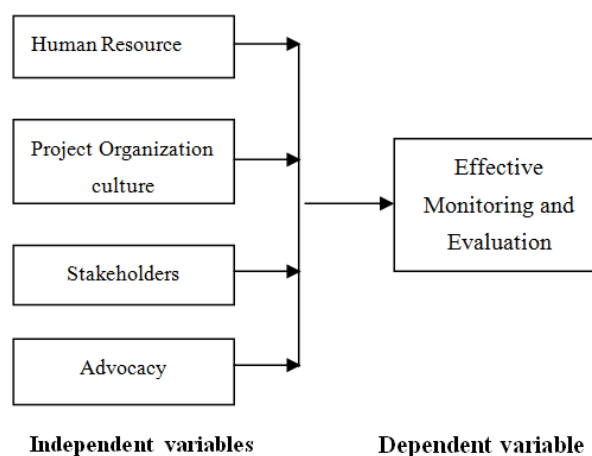 Human Resource
Project Organization
culture
Stakeholders
Advocacy
Effective
Monitoring and
Evaluation
Independent variables
Dependent variable